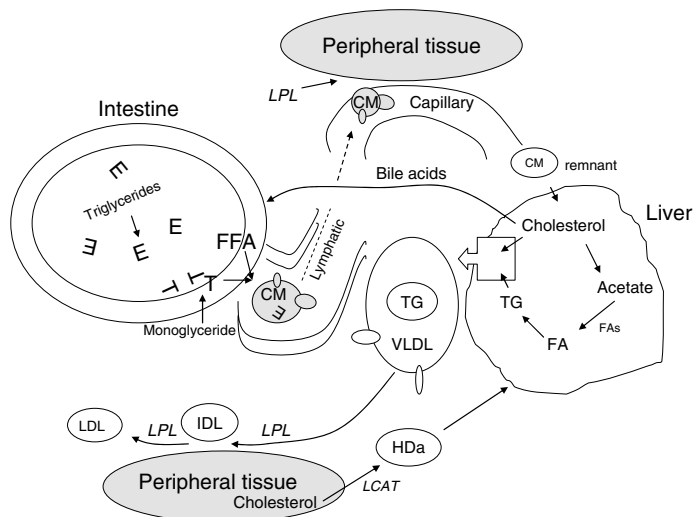 Peripheral tissue
LPL
CM
Capillary
Intestine
CM
remnant
E
Triglycerides
E
E
E
Bile acids
Liver
Cholesterol
FFA
Lymphatic
T
T
T
CM
E
Monoglyceride
TG
VLDL
TG
Acetate
FAs
FA
LDL
LPL
IDL
LPL
HDa
Peripheral tissue
Cholesterol
LCAT